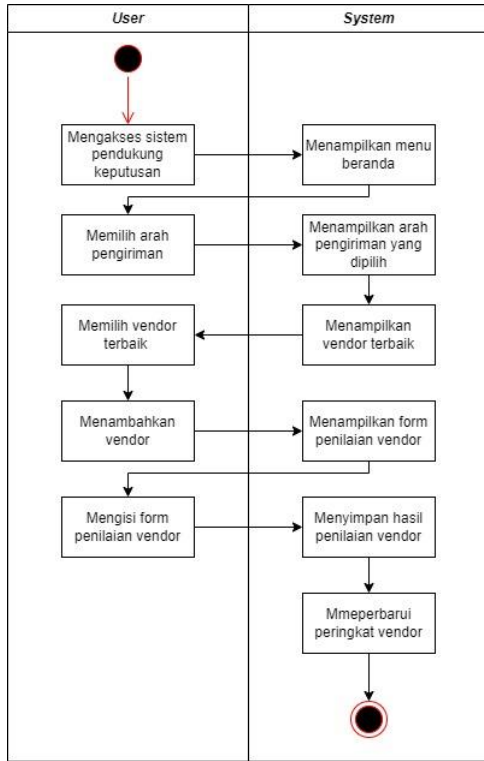 User
System
Mengakses sistem
pendukung
keputusan
Menampilkan menu
beranda
Memilih arah
pengiriman
Menampilkan arah
pengiriman yang
dipilih
Memilih vendor
terbaik
Menampilkan
vendor terbaik
Menambahkan
vendor
Menampilkan form
penilaian vendor
Mengisi form
penilaian vendor
Menyimpan hasil
penilaian vendor
Mmeperbarui
peringkat vendor